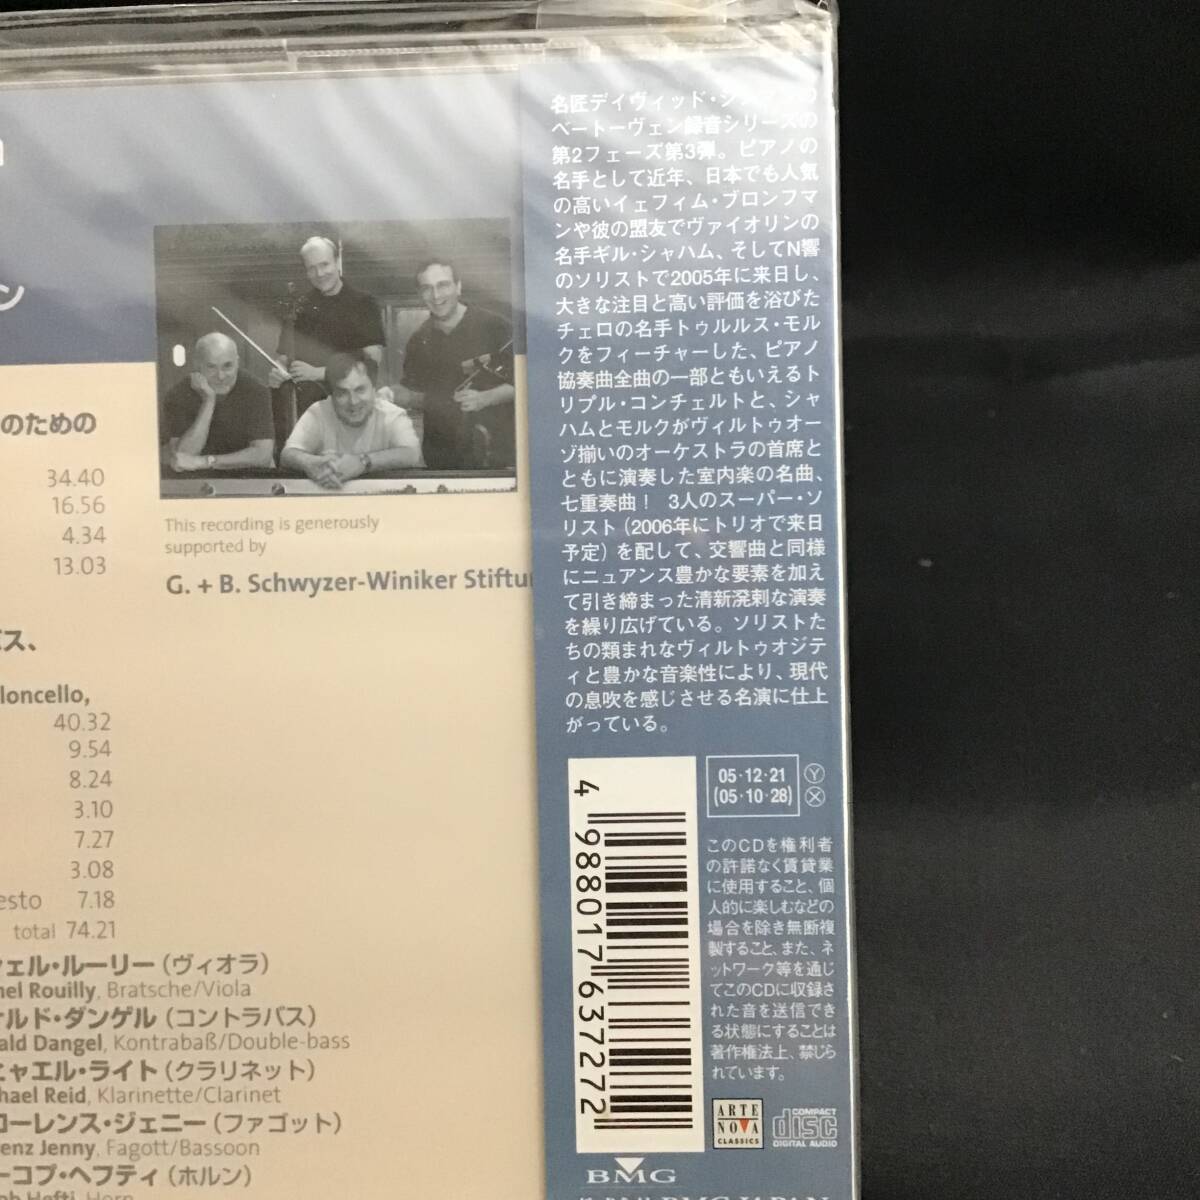 ン
のための
34.40
16.56
4.34
13.03
バス、
loncello,
40.32
9.54
8.24
3.10
7.27
3.08
esto 7.18
total 74.21
ェル・ルーリー（ヴィオラ）
nel Rouilly, Bratsche/Viola
ルド・ダンゲル（コントラバス）
ald Dangel, Kontrabaß/Double-bass
ヒャエル・ライト（クラリネット）
hael Reid, Klarinette/Clarinet
ローレンス・ジェニー（ファゴット）
enz Jenny, Fagott/Bassoon
ーコプ・ヘフティ（ホルン）
ob Hefti, Horn
This recording is generously
supported by
G. + B. Schwyzer-Winiker Stiftu
名匠デイヴィッド・の
ベートーヴェン録音シリーズの
第2フェーズ第3弾。ピアノの
名手として近年、日本でも人気
の高いイェフィム・ブロンフマ
ンや彼の盟友でヴァイオリンの
名手ギル・シャハム、そしてN響
のソリストで2005年に来日し、
大きな注目と高い評価を浴びた
チェロの名手トゥルルス・モル
クをフィーチャーした、ピアノ
協奏曲全曲の一部ともいえるト
リプル・コンチェルトと、シャ
ハムとモルクがヴィルトゥオー
ゾ揃いのオーケストラの首席と
ともに演奏した室内楽の名曲、
七重奏曲！ 3人のスーパー・ソ
リスト（2006年にトリオで来日
予定）を配して、交響曲と同様
にニュアンス豊かな要素を加え
て引き締まった清新溌剌な演奏
を繰り広げている。ソリストた
ちの類まれなヴィルトゥオジテ
ィと豊かな音楽性により、現代
の息吹を感じさせる名演に仕上
がっている。
4 988017 637272
05・12・21 Ⓨ
(05・10・28) Ⓧ
このCDを権利者
の許諾なく賃貸業
に使用すること、個
人的に楽しむなどの
場合を除き無断複
製すること、また、ネ
ットワーク等を通じ
てこのCDに収録さ
れた音を送信でき
る状態にすることは
著作権法上、禁じら
れています。
ARTE
NOVA
CLASSICS
COMPACT
disc
DIGITAL AUDIO
BMG
BMG JAPAN